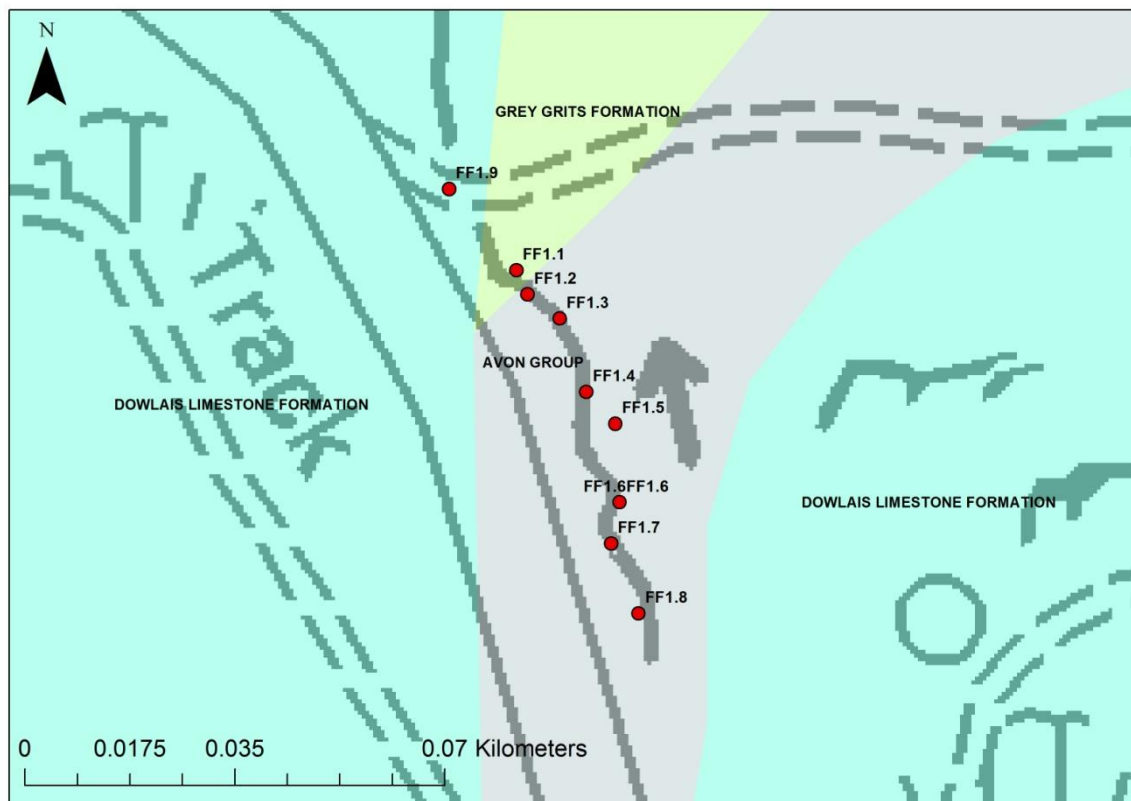 N
GREY GRITS FORMATION
FF1.9
FF1.1
FF1.2
FF1.3
AVON GROUP
FF1.4
Track
DOWLAIS LIMESTONE FORMATION
FF1.5
FF1.6FF1.6
DOWLAIS LIMESTONE FORMATION
FF1.7
FF1.8
0 0.0175 0.035 0.07 Kilometers